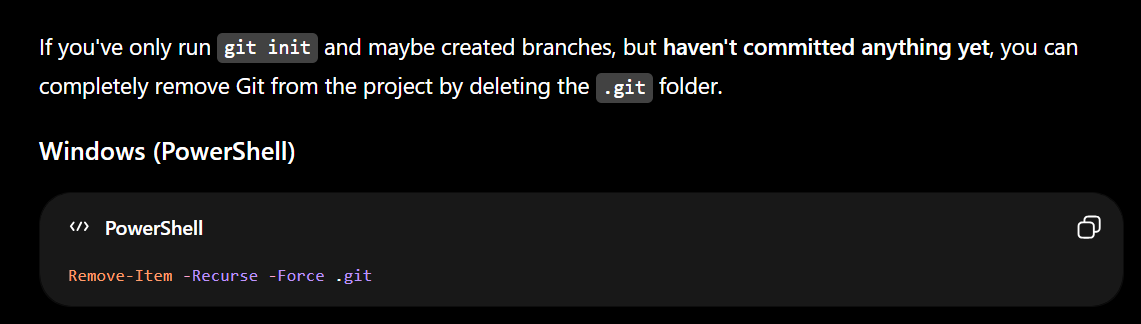 If you've only run git init and maybe created branches, but haven't committed anything yet, you can
completely remove Git from the project by deleting the .git folder.
Windows (PowerShell)
</> PowerShell
Remove-Item -Recurse -Force .git